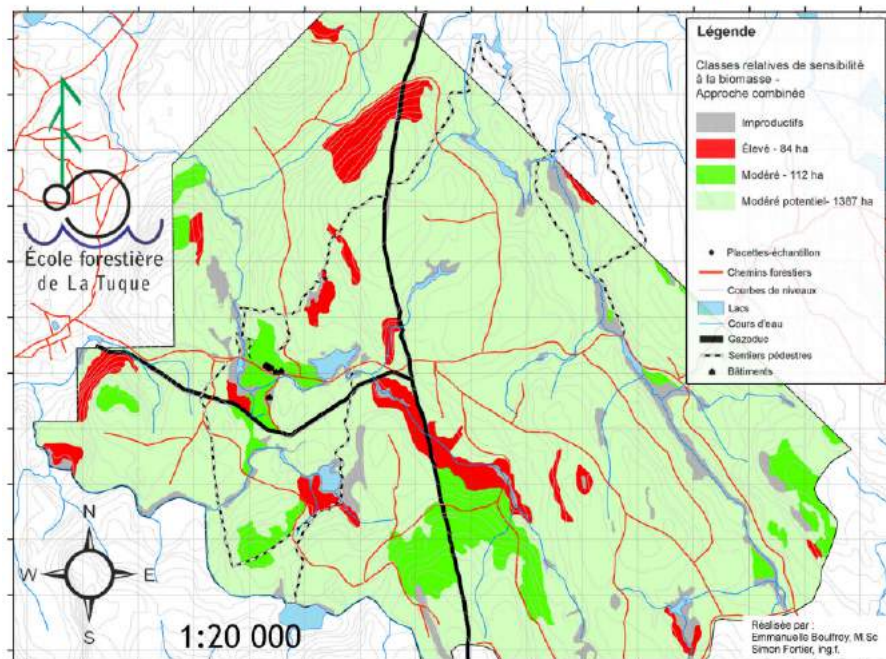 Légende
Classes relatives de sensibilité
à la biomasse -
Approche combinée
Improductifs
Élevé - 84 ha
Modéré - 112 ha
Modéré potentiel- 1387 ha
Placettes-échantillon
Chemins forestiers
Courbes de niveaux
Lacs
Cours d'eau
Gazoduc
Sentiers pédestres
Bâtiments
École forestière
de La Tuque
N
W
E
S
1:20 000
Réalisée par :
Emmanuelle Bouffroy, M.Sc
Simon Fortier, ing.f.